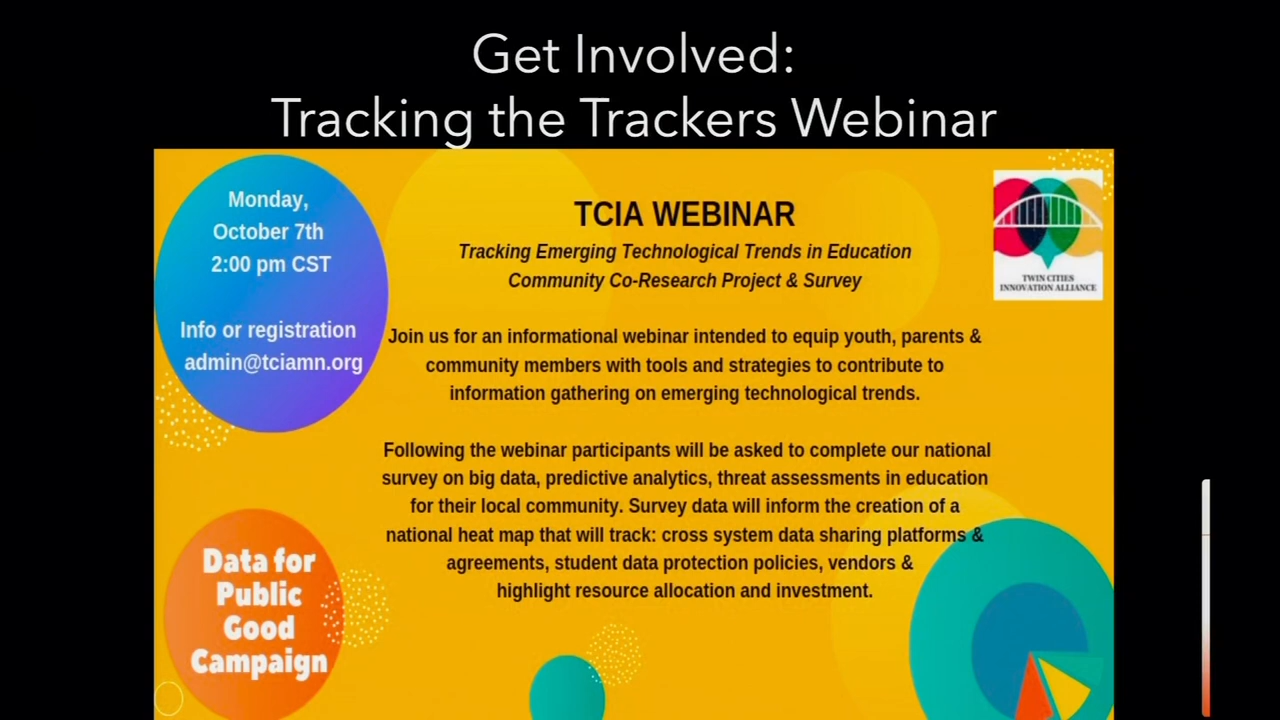 Get Involved:
Tracking the Trackers Webinar
Monday,
October 7th
2:00 pm CST
Info or registration
admin@tciamn.org
TCIA WEBINAR
Tracking Emerging Technological Trends in Education
Community Co-Research Project & Survey
TWIN CITIES
INNOVATION ALLIANCE
Join us for an informational webinar intended to equip youth, parents &
community members with tools and strategies to contribute to
information gathering on emerging technological trends.
Following the webinar participants will be asked to complete our national
survey on big data, predictive analytics, threat assessments in education
for their local community. Survey data will inform the creation of a
national heat map that will track: cross system data sharing platforms &
agreements, student data protection policies, vendors &
highlight resource allocation and investment.
Data for
Public
Good
Campaign